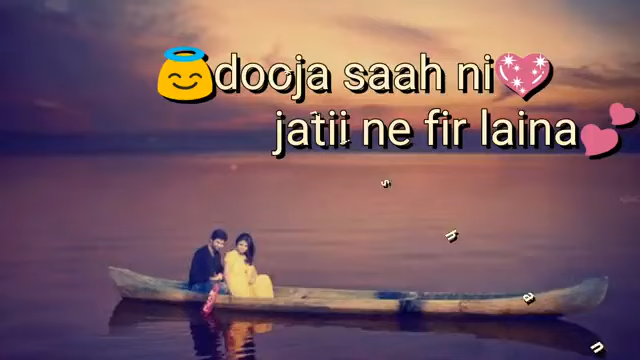 😇dooja saah ni💖
jatii ne fir laina💕
s
h
a
n